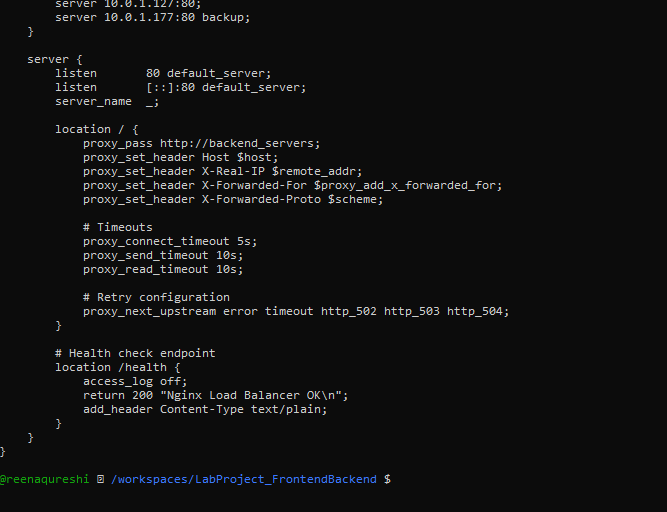 server 10.0.1.127:80;
        server 10.0.1.177:80 backup;
    }

    server {
        listen       80 default_server;
        listen       [::]:80 default_server;
        server_name  _;

        location / {
            proxy_pass http://backend_servers;
            proxy_set_header Host $host;
            proxy_set_header X-Real-IP $remote_addr;
            proxy_set_header X-Forwarded-For $proxy_add_x_forwarded_for;
            proxy_set_header X-Forwarded-Proto $scheme;

            # Timeouts
            proxy_connect_timeout 5s;
            proxy_send_timeout 10s;
            proxy_read_timeout 10s;

            # Retry configuration
            proxy_next_upstream error timeout http_502 http_503 http_504;
        }

        # Health check endpoint
        location /health {
            access_log off;
            return 200 "Nginx Load Balancer OK\n";
            add_header Content-Type text/plain;
        }
    }
}

@reenaqureshi /workspaces/LabProject_FrontendBackend $